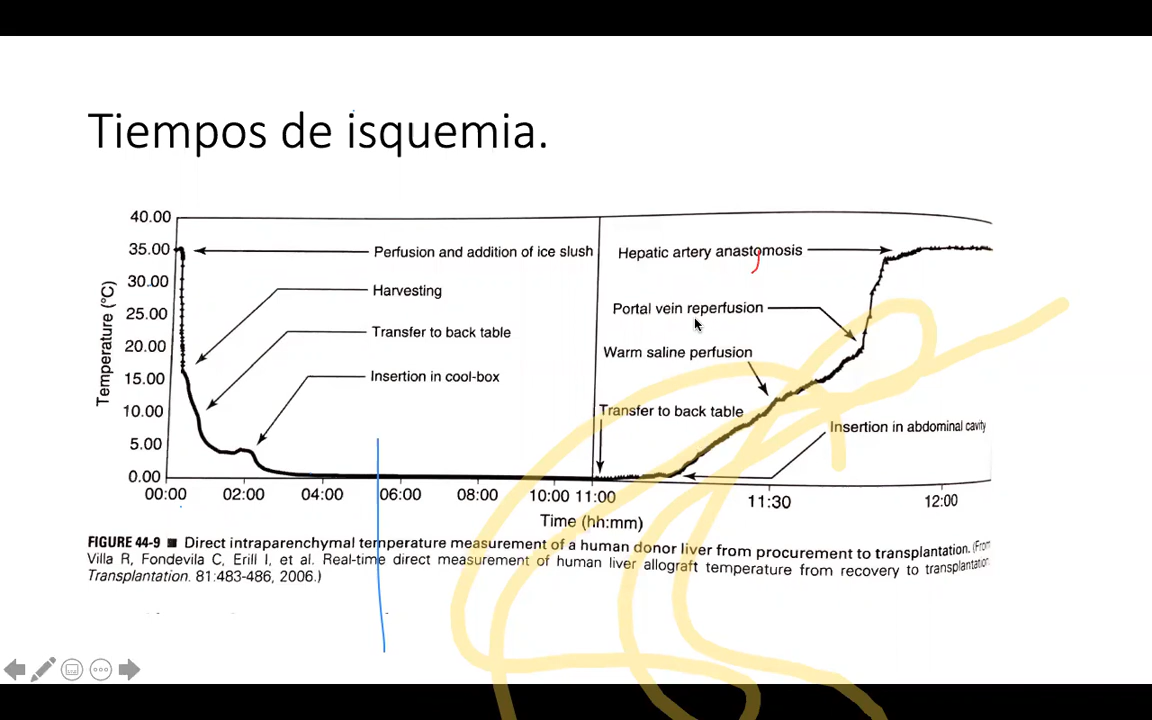 Tiempos de isquemia.
40.00
35.00
30.00
25.00
20.00
15.00
10.00
5.00
0.00
Temperature (°C)
Perfusion and addition of ice slush
Harvesting
Transfer to back table
Insertion in cool-box
Hepatic artery anastomosis
Portal vein reperfusion
Warm saline perfusion
Transfer to back table
Insertion in abdominal cavity
00:00 02:00 04:00 06:00 08:00 10:00 11:00 11:30 12:00
Time (hh:mm)
FIGURE 44-9 ■ Direct intraparenchymal temperature measurement of a human donor liver from procurement to transplantation. (From
Villa R, Fondevila C, Erill I, et al. Real-time direct measurement of human liver allograft temperature from recovery to transplantation.
Transplantation. 81:483-486, 2006.)